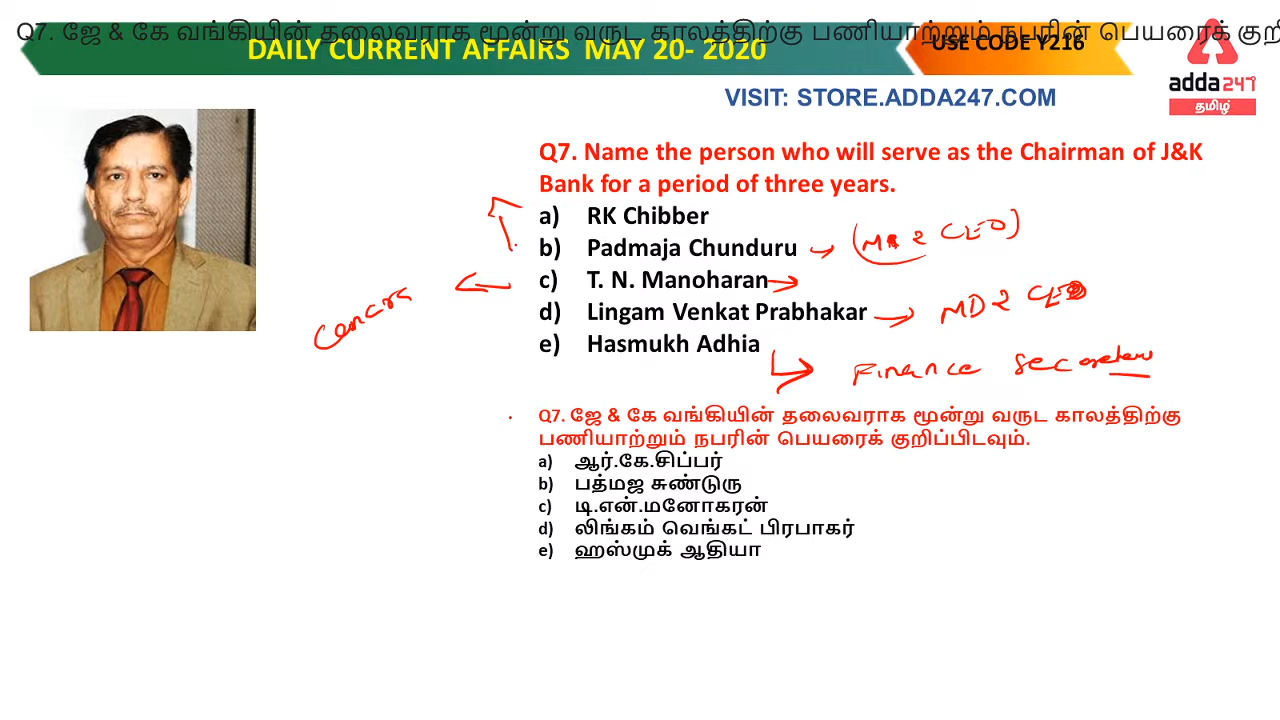 Q7. ஜே & கே வங்கியின் தலைவராக மூன்று வருட காலத்திற்கு பணியாற்றும் நபரின் பெயரைக் குறி
DAILY CURRENT AFFAIRS MAY 20- 2020
USE CODE Y216
adda247
தமிழ்
VISIT: STORE.ADDA247.COM
Q7. Name the person who will serve as the Chairman of J&K
Bank for a period of three years.
a) RK Chibber
b) Padmaja Chunduru
c) T. N. Manoharan
d) Lingam Venkat Prabhakar
e) Hasmukh Adhia
CEO)
MD
Finance
Q7. ஜே & கே வங்கியின் தலைவராக மூன்று வருட காலத்திற்கு
பணியாற்றும் நபரின் பெயரைக் குறிப்பிடவும்.
a) ஆர்.கே.சிப்பர்
b) பத்மஜ சுண்டுரு
c) டி.என்.மனோகரன்
d) லிங்கம் வெங்கட் பிரபாகர்
e) ஹஸ்முக் ஆதியா